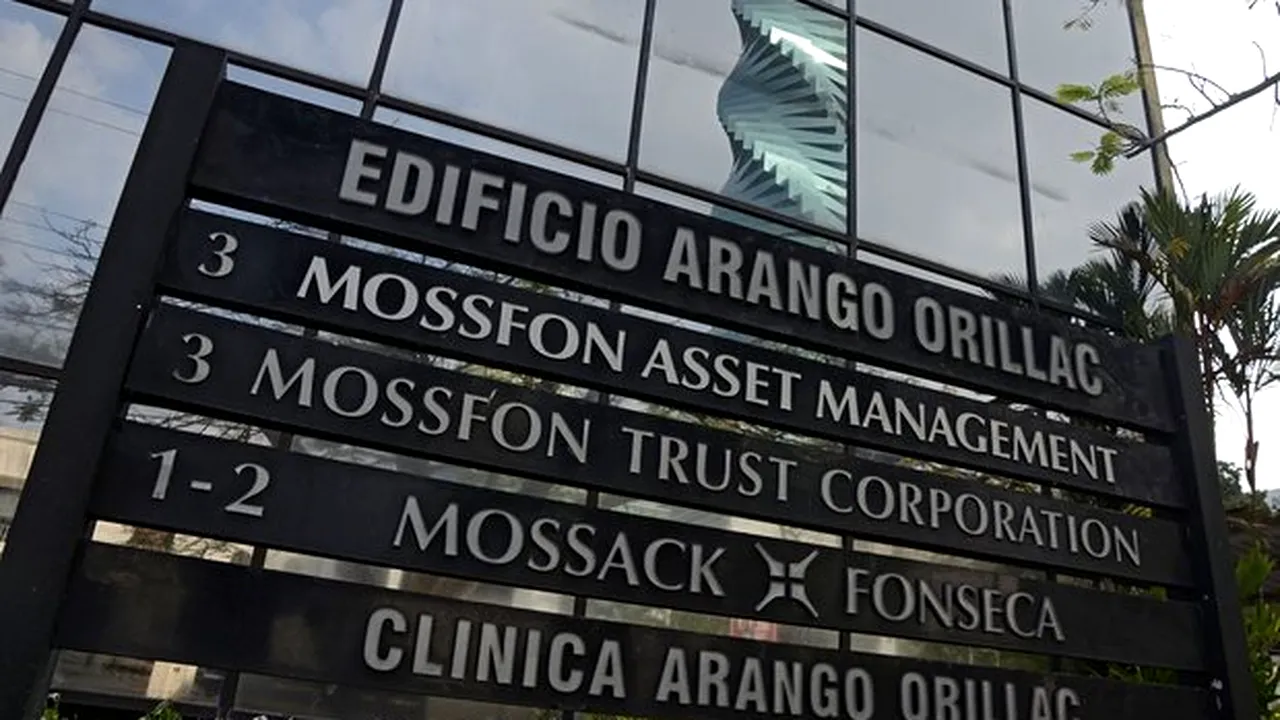 EDIFICIO ARANGO ORILLAC
3 MOSSFON ASSET MANAGEMENT
3 MOSSFON TRUST CORPORATION
1-2 MOSSACK FONSECA
CLINICA ARANGO ORILLAC